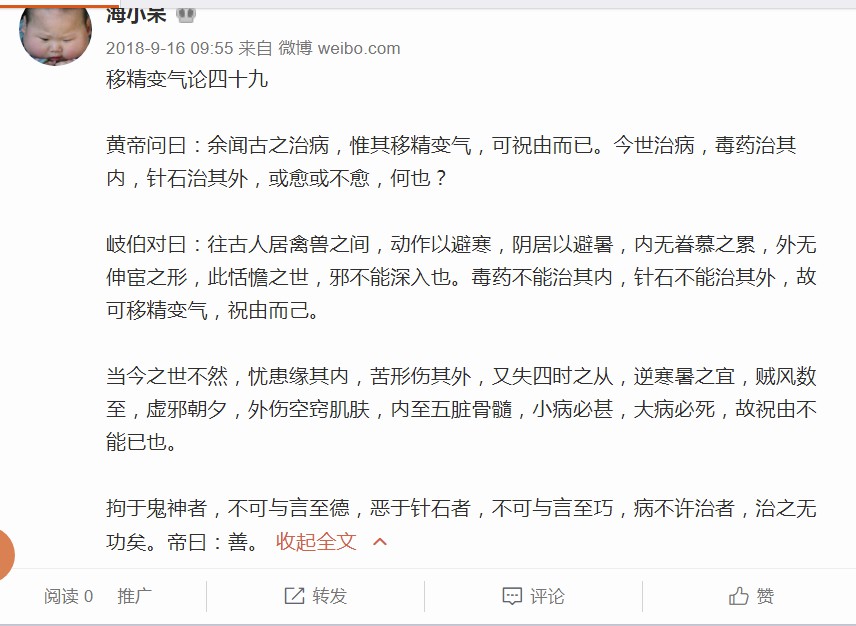 海小呆
2018-9-16 09:55 来自 微博 weibo.com
移精变气论四十九
黄帝问曰：余闻古之治病，惟其移精变气，可祝由而已。今世治病，毒药治其
内，针石治其外，或愈或不愈，何也？
岐伯对曰：往古人居禽兽之间，动作以避寒，阴居以避暑，内无眷慕之累，外无
伸宦之形，此恬憺之世，邪不能深入也。毒药不能治其内，针石不能治其外，故
可移精变气，祝由而己。
当今之世不然，忧患缘其内，苦形伤其外，又失四时之从，逆寒暑之宜，贼风数
至，虚邪朝夕，外伤空窍肌肤，内至五脏骨髓，小病必甚，大病必死，故祝由不
能已也。
拘于鬼神者，不可与言至德，恶于针石者，不可与言至巧，病不许治者，治之无
功矣。帝曰：善。 收起全文
阅读 0 推广 转发 评论 赞